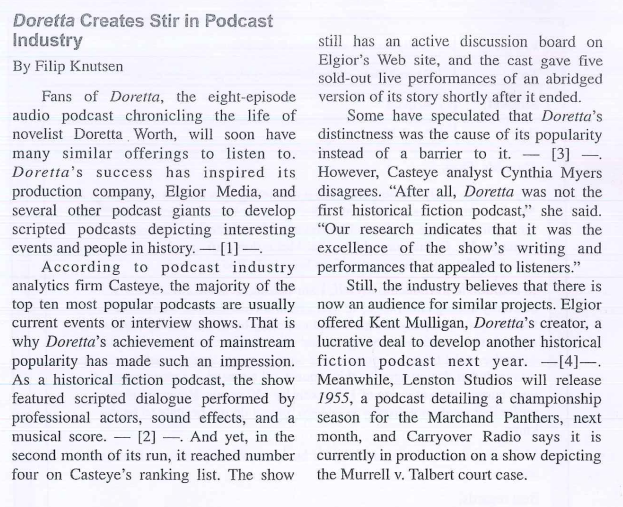 Doretta Creates Stir in Podcast
Industry
By Filip Knutsen
Fans of Doretta, the eight-episode
audio podcast chronicling the life of
novelist Doretta Worth, will soon have
many similar offerings to listen to.
Doretta's success has inspired its
production company, Elgior Media, and
several other podcast giants to develop
scripted podcasts depicting interesting
events and people in history. — [1] —.
According to podcast industry
analytics firm Casteye, the majority of the
top ten most popular podcasts are usually
current events or interview shows. That is
why Doretta's achievement of mainstream
popularity has made such an impression.
As a historical fiction podcast, the show
featured scripted dialogue performed by
professional actors, sound effects, and a
musical score. — [2] —. And yet, in the
second month of its run, it reached number
four on Casteye's ranking list. The show
still has an active discussion board on
Elgior's Web site, and the cast gave five
sold-out live performances of an abridged
version of its story shortly after it ended.
Some have speculated that Doretta's
distinctness was the cause of its popularity
instead of a barrier to it. — [3] —.
However, Casteye analyst Cynthia Myers
disagrees. “After all, Doretta was not the
first historical fiction podcast,” she said.
“Our research indicates that it was the
excellence of the show's writing and
performances that appealed to listeners.”
Still, the industry believes that there is
now an audience for similar projects. Elgior
offered Kent Mulligan, Doretta's creator, a
lucrative deal to develop another historical
fiction podcast next year. —[4]—.
Meanwhile, Lenston Studios will release
1955, a podcast detailing a championship
season for the Marchand Panthers, next
month, and Carryover Radio says it is
currently in production on a show depicting
the Murrell v. Talbert court case.